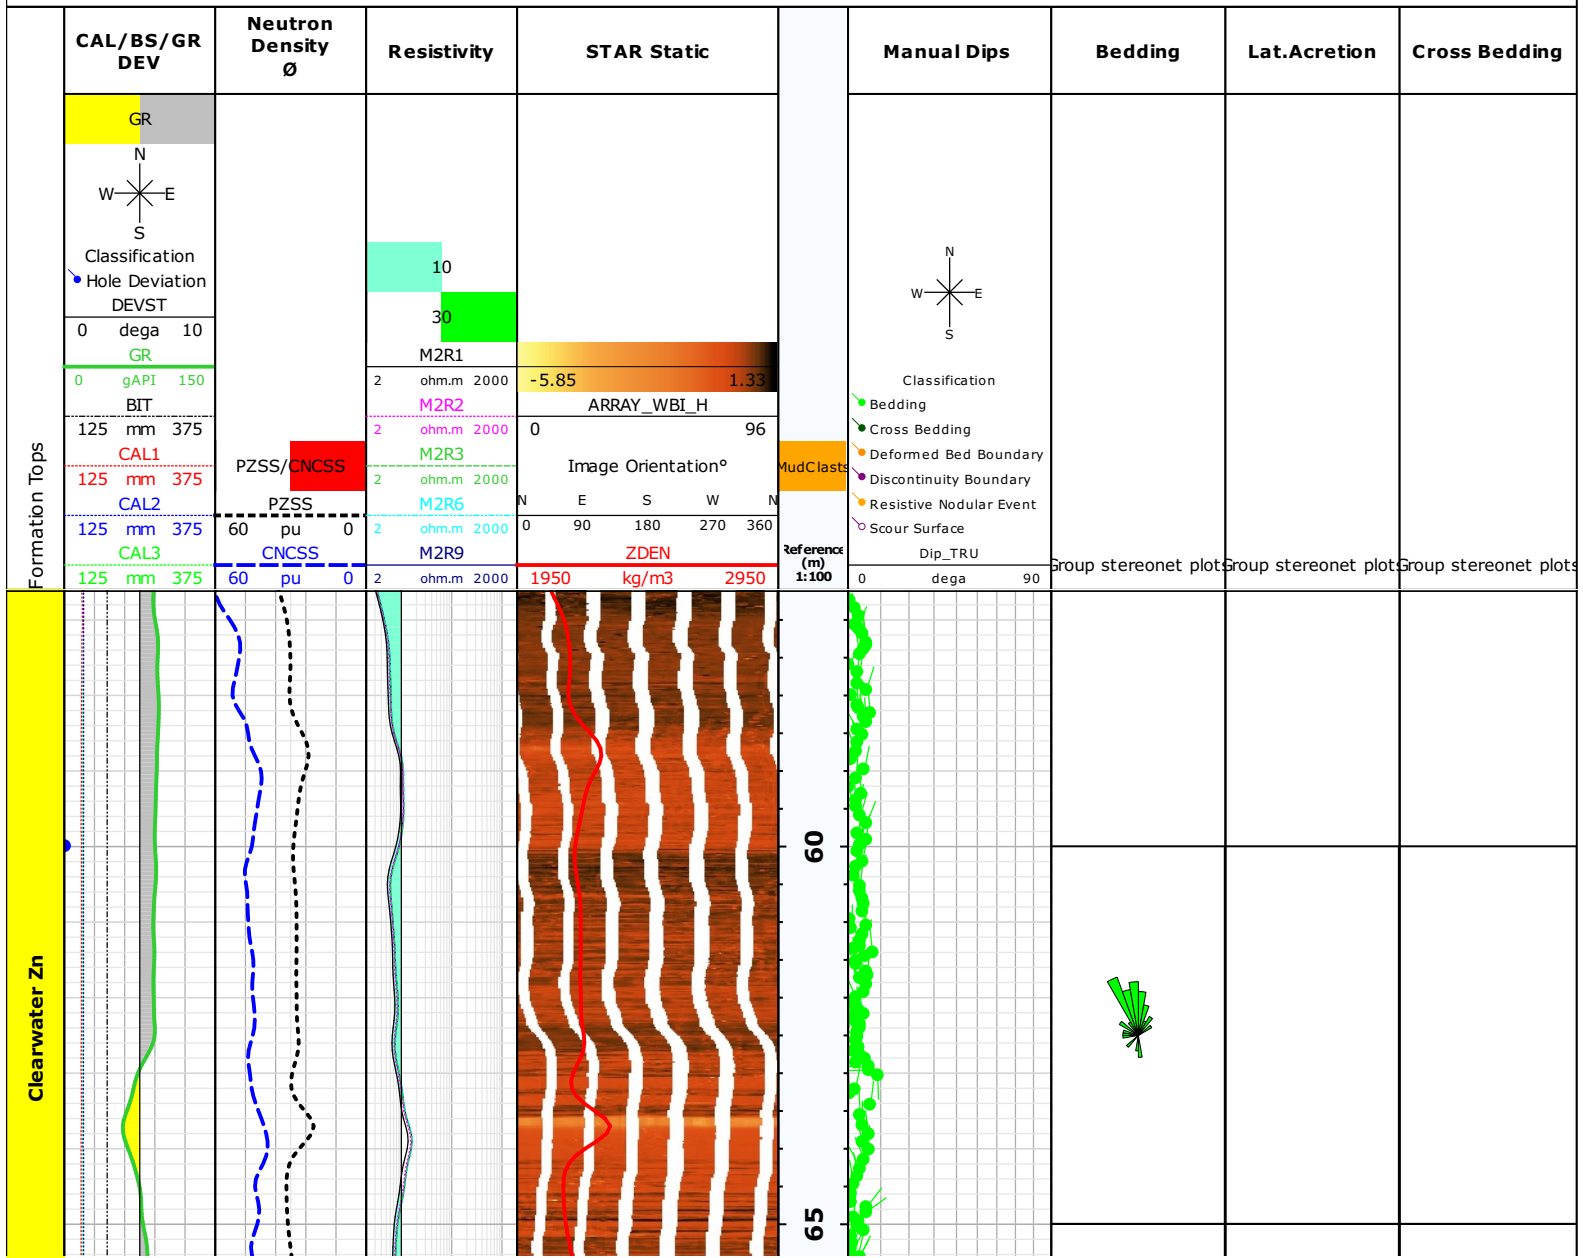 Formation Tops
CAL/BS/GR
DEV
Neutron
Density
Ø
Resistivity
STAR Static
Manual Dips
Bedding
Lat.Acretion
Cross Bedding
GR
N
W E
S
Classification
Hole Deviation
DEVST
0 dega 10
GR
0 gAPI 150
BIT
125 mm 375
CAL1
125 mm 375
CAL2
125 mm 375
CAL3
125 mm 375
PZSS/CNCSS
PZSS
60 pu 0
CNCSS
60 pu 0
10
30
M2R1
2 ohm.m 2000
M2R2
2 ohm.m 2000
M2R3
2 ohm.m 2000
M2R6
2 ohm.m 2000
M2R9
2 ohm.m 2000
-5.85 1.33
ARRAY_WBI_H
0 96
Image Orientation°
N E S W N
0 90 180 270 360
ZDEN
1950 kg/m3 2950
MudClasts
Reference
(m)
1:100
N
W E
S
Classification
Bedding
Cross Bedding
Deformed Bed Boundary
Discontinuity Boundary
Resistive Nodular Event
Scour Surface
Dip_TRU
0 dega 90
Group stereonet plots
Group stereonet plots
Group stereonet plots
Clearwater Zn
60
65